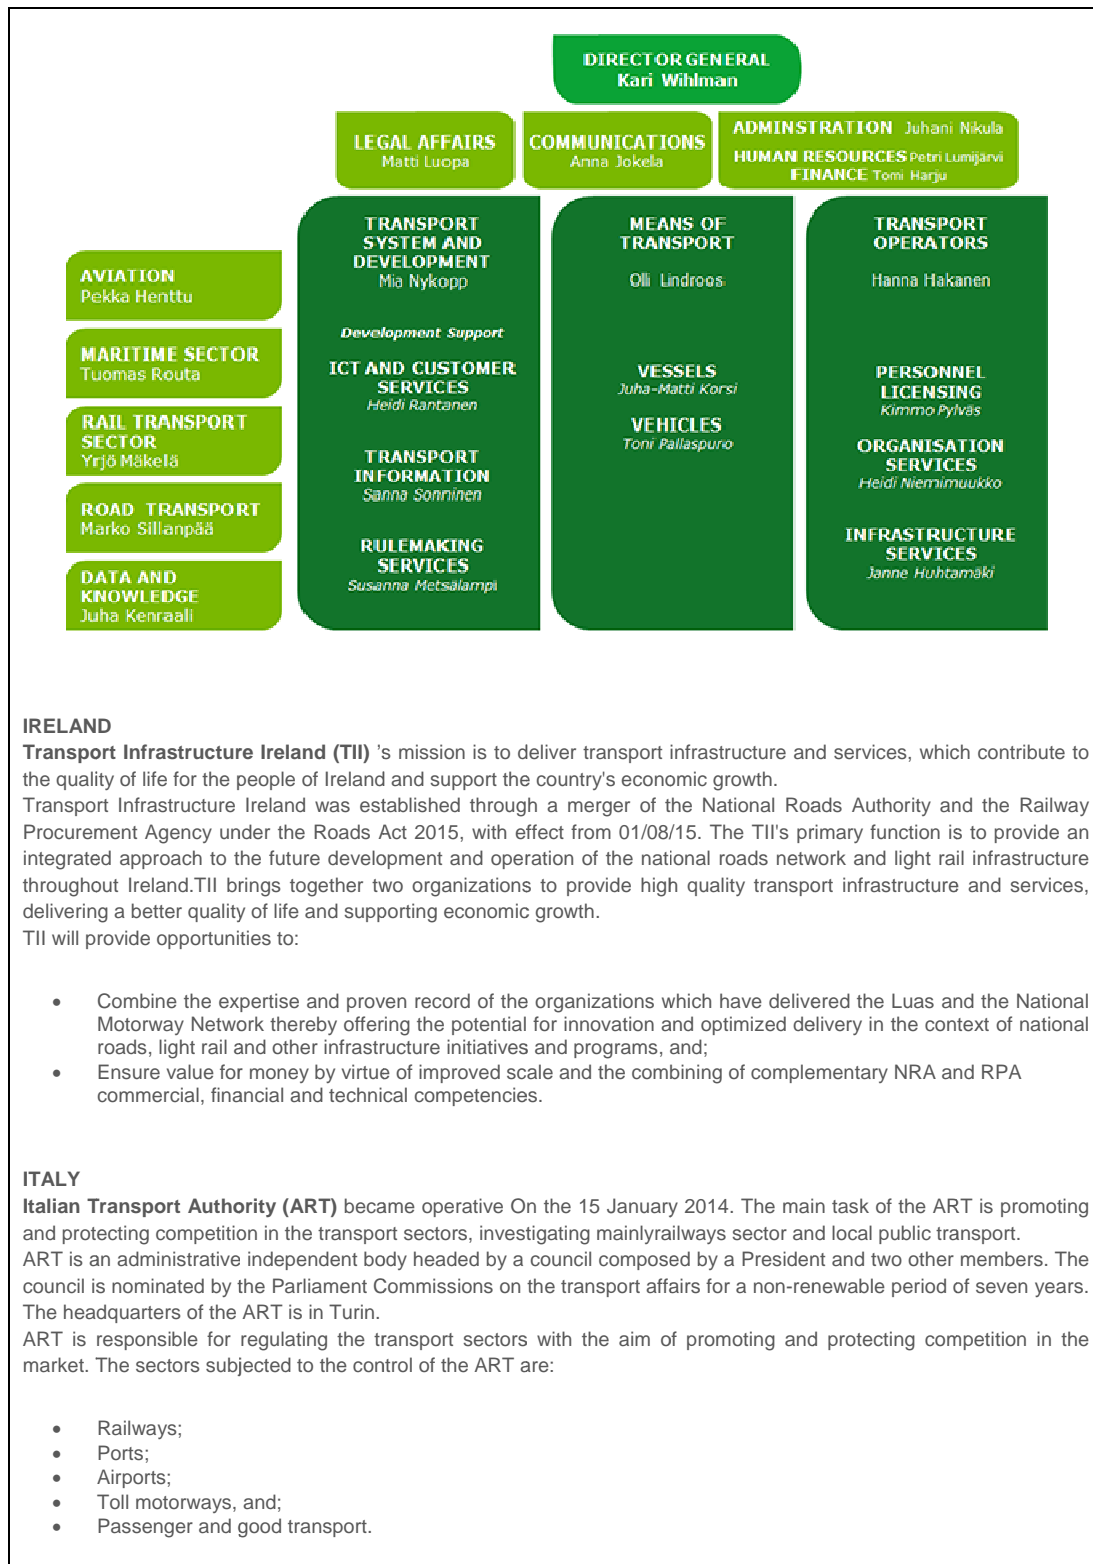 DIRECTOR GENERAL
Kari Wihlman
LEGAL AFFAIRS
Matti Luopa
COMMUNICATIONS
Anna Jokela
ADMINSTRATION Juhani Nikula
HUMAN RESOURCES Petri Lumijärvi
FINANCE Tomi Harju
AVIATION
Pekka Henttu
MARITIME SECTOR
Tuomas Routa
RAIL TRANSPORT
SECTOR
Yrjö Mäkelä
ROAD TRANSPORT
Marko Sillanpää
DATA AND
KNOWLEDGE
Juha Kenraali
TRANSPORT
SYSTEM AND
DEVELOPMENT
Mia Nykopp
Development Support
ICT AND CUSTOMER
SERVICES
Heidi Rantanen
TRANSPORT
INFORMATION
Sanna Sonninen
RULEMAKING
SERVICES
Susanna Metsälampi
MEANS OF
TRANSPORT
Olli Lindroos
VESSELS
Juha-Matti Korsi
VEHICLES
Toni Pallaspuro
TRANSPORT
OPERATORS
Hanna Hakanen
PERSONNEL
LICENSING
Kimmo Pylväs
ORGANISATION
SERVICES
Heidi Niemimuukko
INFRASTRUCTURE
SERVICES
Janne Huhtamäki
IRELAND
Transport Infrastructure Ireland (TII) 's mission is to deliver transport infrastructure and services, which contribute to
the quality of life for the people of Ireland and support the country's economic growth.
Transport Infrastructure Ireland was established through a merger of the National Roads Authority and the Railway
Procurement Agency under the Roads Act 2015, with effect from 01/08/15. The TII's primary function is to provide an
integrated approach to the future development and operation of the national roads network and light rail infrastructure
throughout Ireland.TII brings together two organizations to provide high quality transport infrastructure and services,
delivering a better quality of life and supporting economic growth.
TII will provide opportunities to:
• Combine the expertise and proven record of the organizations which have delivered the Luas and the National
Motorway Network thereby offering the potential for innovation and optimized delivery in the context of national
roads, light rail and other infrastructure initiatives and programs, and;
• Ensure value for money by virtue of improved scale and the combining of complementary NRA and RPA
commercial, financial and technical competencies.
ITALY
Italian Transport Authority (ART) became operative On the 15 January 2014. The main task of the ART is promoting
and protecting competition in the transport sectors, investigating mainlyrailways sector and local public transport.
ART is an administrative independent body headed by a council composed by a President and two other members. The
council is nominated by the Parliament Commissions on the transport affairs for a non-renewable period of seven years.
The headquarters of the ART is in Turin.
ART is responsible for regulating the transport sectors with the aim of promoting and protecting competition in the
market. The sectors subjected to the control of the ART are:
• Railways;
• Ports;
• Airports;
• Toll motorways, and;
• Passenger and good transport.